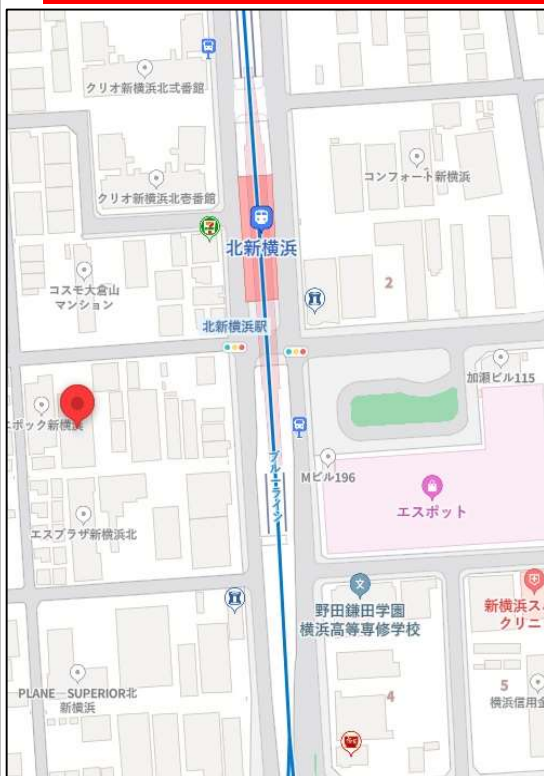 クリオ新横浜北弐番館
コンフォート新横浜
クリオ新横浜北壱番館
7
北新横浜
コスモ大倉山
マンション
2
北新横浜駅
加瀬ビル115
エポック新横浜
ブルーライン
Mビル196
エスポット
エスプラザ新横浜北
文
野田鎌田学園
横浜高等専修学校
新横浜ス
クリニ
PLANE－SUPERIOR北
新横浜
4
5
横浜信用金